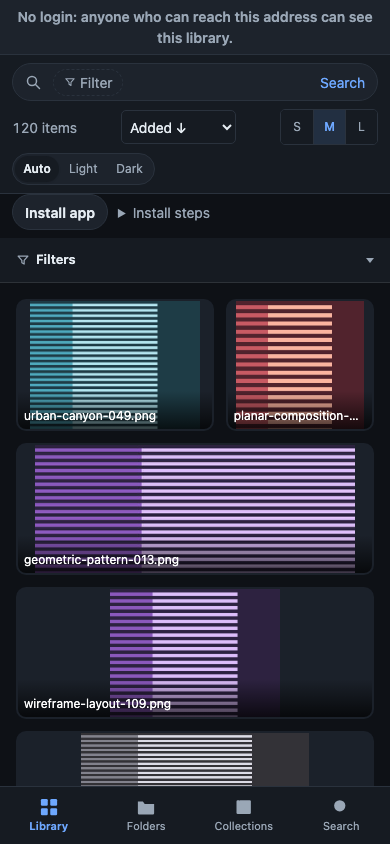 No login: anyone who can reach this address can see
this library.
Filter
Search
120 items
Added ↓
S M L
Auto Light Dark
Install app
▶ Install steps
Filters
urban-canyon-049.png
planar-composition-...
geometric-pattern-013.png
wireframe-layout-109.png
Library
Folders
Collections
Search